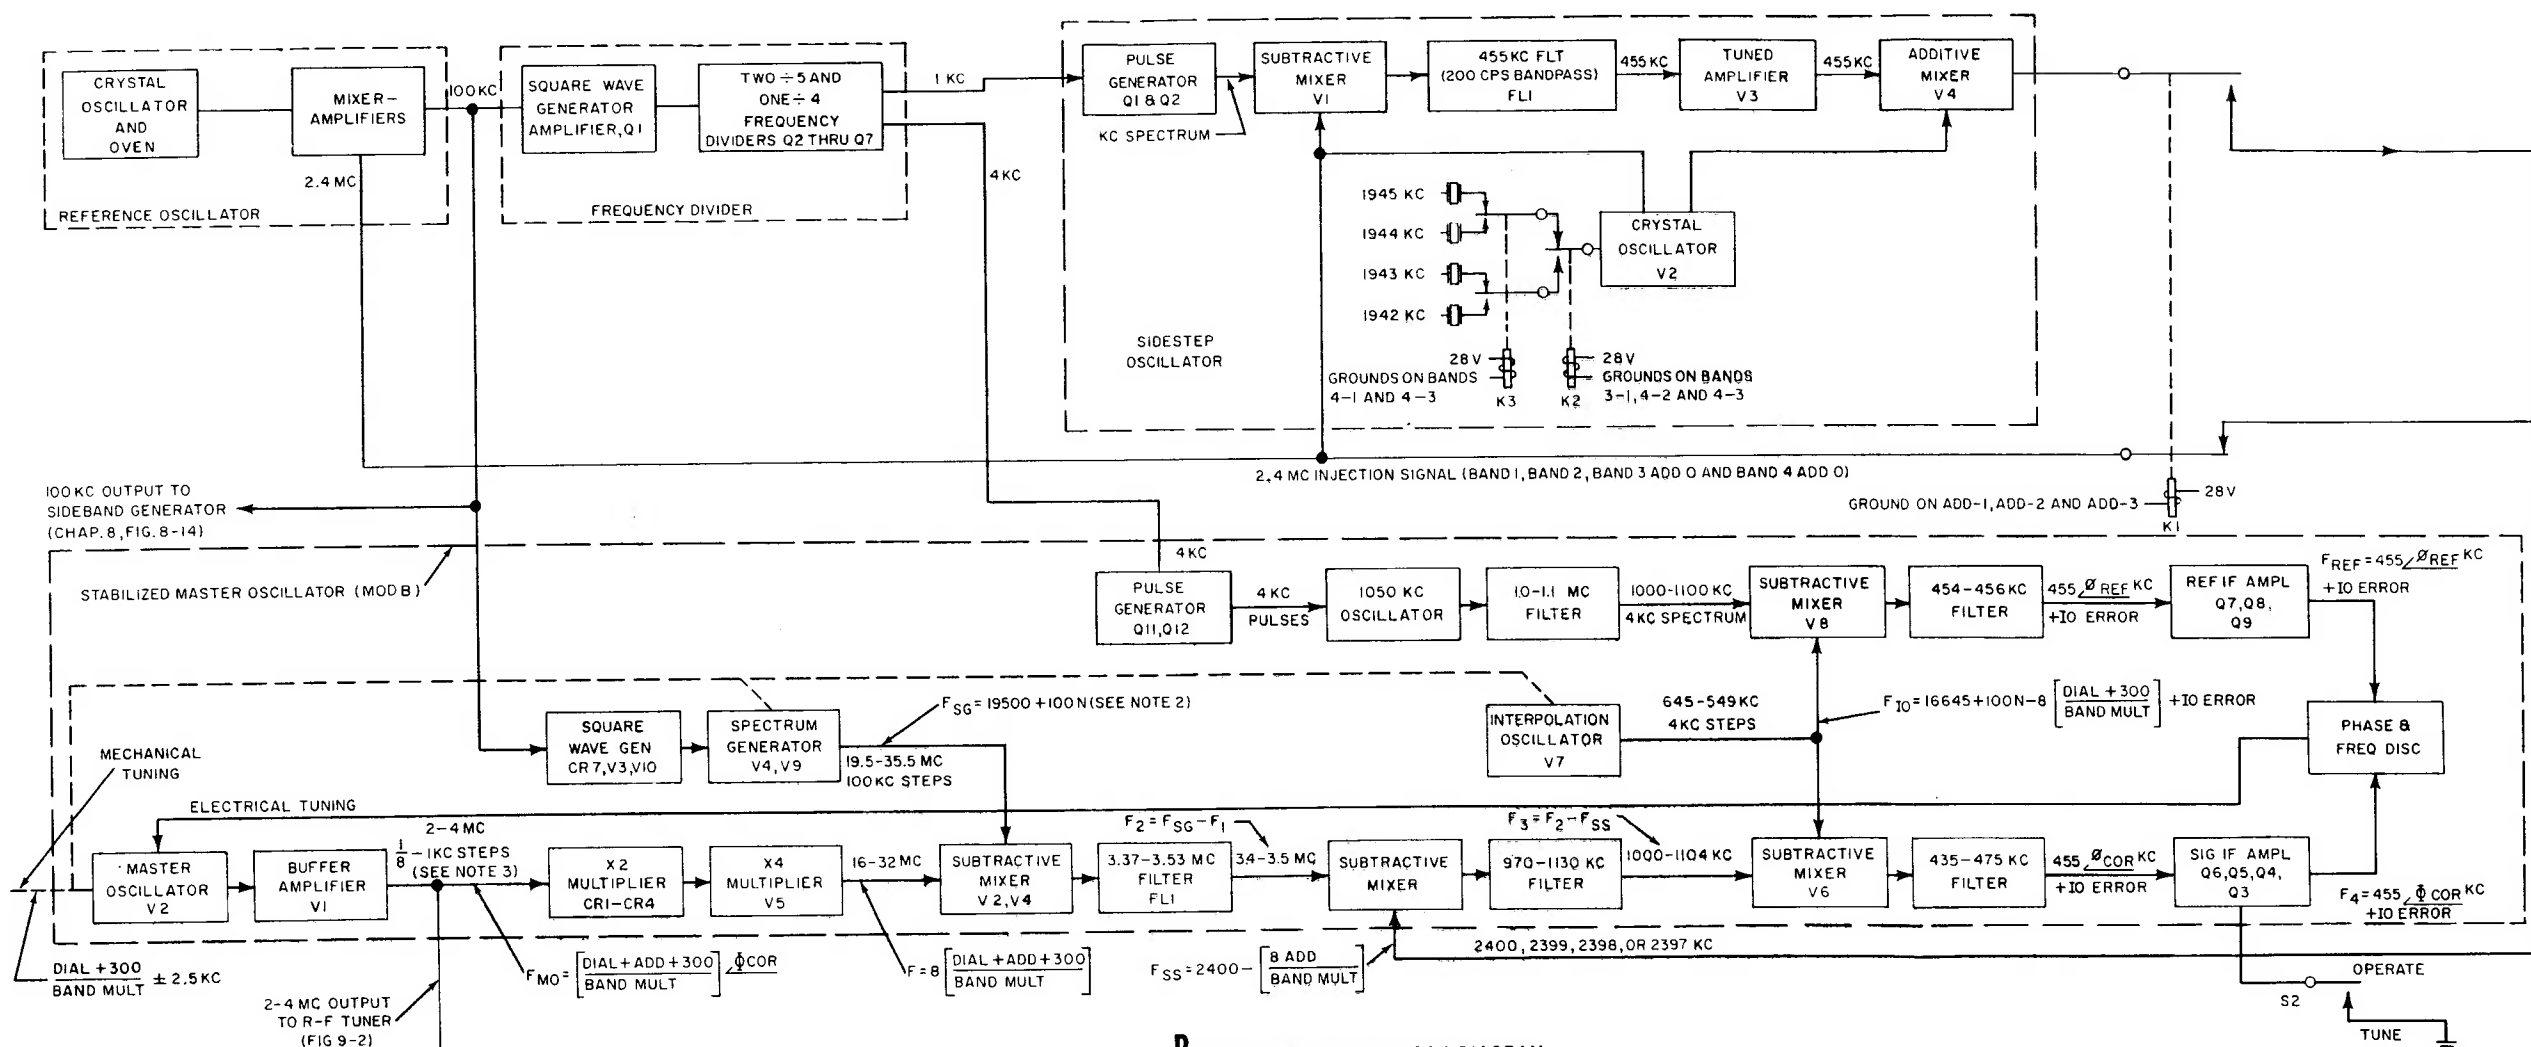 CRYSTAL
OSCILLATOR
AND
OVEN
MIXER-
AMPLIFIERS
100KC
2.4 MC
REFERENCE OSCILLATOR
SQUARE WAVE
GENERATOR
AMPLIFIER, Q1
TWO ÷5 AND
ONE ÷ 4
FREQUENCY
DIVIDERS Q2 THRU Q7
FREQUENCY DIVIDER
1 KC
4 KC
PULSE
GENERATOR
Q1 & Q2
KC SPECTRUM
SUBTRACTIVE
MIXER
V1
455KC FLT
(200 CPS BANDPASS)
FL1
455KC
TUNED
AMPLIFIER
V3
455KC
ADDITIVE
MIXER
V4
1945 KC
1944 KC
1943 KC
1942 KC
CRYSTAL
OSCILLATOR
V2
SIDESTEP
OSCILLATOR
28V
GROUNDS ON BANDS
4-1 AND 4-3
K3
28V
GROUNDS ON BANDS
3-1, 4-2 AND 4-3
K2
2.4 MC INJECTION SIGNAL (BAND 1, BAND 2, BAND 3 ADD 0 AND BAND 4 ADD 0)
28V
GROUND ON ADD-1, ADD-2 AND ADD-3
K1
100KC OUTPUT TO
SIDEBAND GENERATOR
(CHAP. 8, FIG. 8-14)
STABILIZED MASTER OSCILLATOR (MOD B)
4KC
PULSE
GENERATOR
Q11, Q12
4 KC
PULSES
1050 KC
OSCILLATOR
1.0-1.1 MC
FILTER
1000-1100 KC
4KC SPECTRUM
SUBTRACTIVE
MIXER
V8
454-456KC
FILTER
455∠ØREF KC
+IO ERROR
REF IF AMPL
Q7, Q8,
Q9
FREF=455∠ØREF KC
+IO ERROR
MECHANICAL
TUNING
SQUARE
WAVE GEN
CR7, V3, V10
SPECTRUM
GENERATOR
V4, V9
FSG=19500+100N (SEE NOTE 2)
19.5-35.5 MC
100KC STEPS
INTERPOLATION
OSCILLATOR
V7
645-549KC
4KC STEPS
FIO=16645+100N-8 [DIAL +300 / BAND MULT] +IO ERROR
PHASE &
FREQ DISC
ELECTRICAL TUNING
MASTER
OSCILLATOR
V2
BUFFER
AMPLIFIER
V1
2-4 MC
1/8 -1KC STEPS
(SEE NOTE 3)
X2
MULTIPLIER
CR1-CR4
X4
MULTIPLIER
V5
16-32 MC
SUBTRACTIVE
MIXER
V2, V4
3.37-3.53 MC
FILTER
FL1
F2=FSG-F1
3.4-3.5 MC
SUBTRACTIVE
MIXER
970-1130 KC
FILTER
F3=F2-FSS
1000-1104KC
SUBTRACTIVE
MIXER
V6
435-475 KC
FILTER
455∠ØCOR KC
+IO ERROR
SIG IF AMPL
Q6, Q5, Q4,
Q3
F4=455∠ΦCOR KC
+IO ERROR
DIAL +300 / BAND MULT ± 2.5KC
FMO=[DIAL+ADD+300 / BAND MULT]∠ΦCOR
F=8[DIAL+ADD+300 / BAND MULT]
FSS=2400-[8 ADD / BAND MULT]
2400, 2399, 2398, OR 2397 KC
2-4 MC OUTPUT
TO R-F TUNER
(FIG 9-2)
OPERATE
S2
TUNE